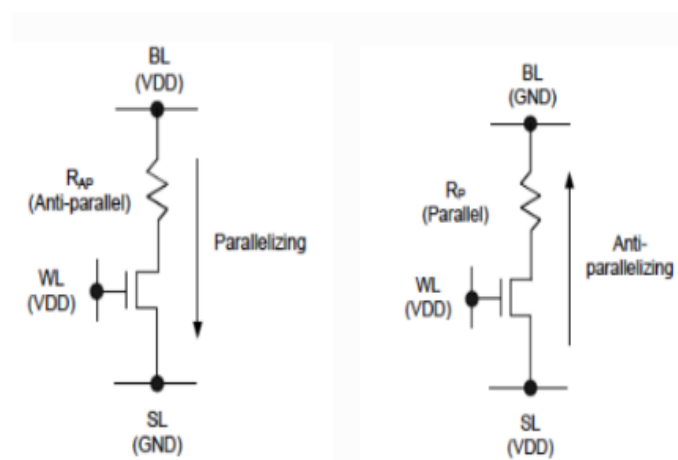 BL
(VDD)
RAP
(Anti-parallel)
Parallelizing
WL
(VDD)
SL
(GND)
BL
(GND)
RP
(Parallel)
Anti-
parallelizing
WL
(VDD)
SL
(VDD)